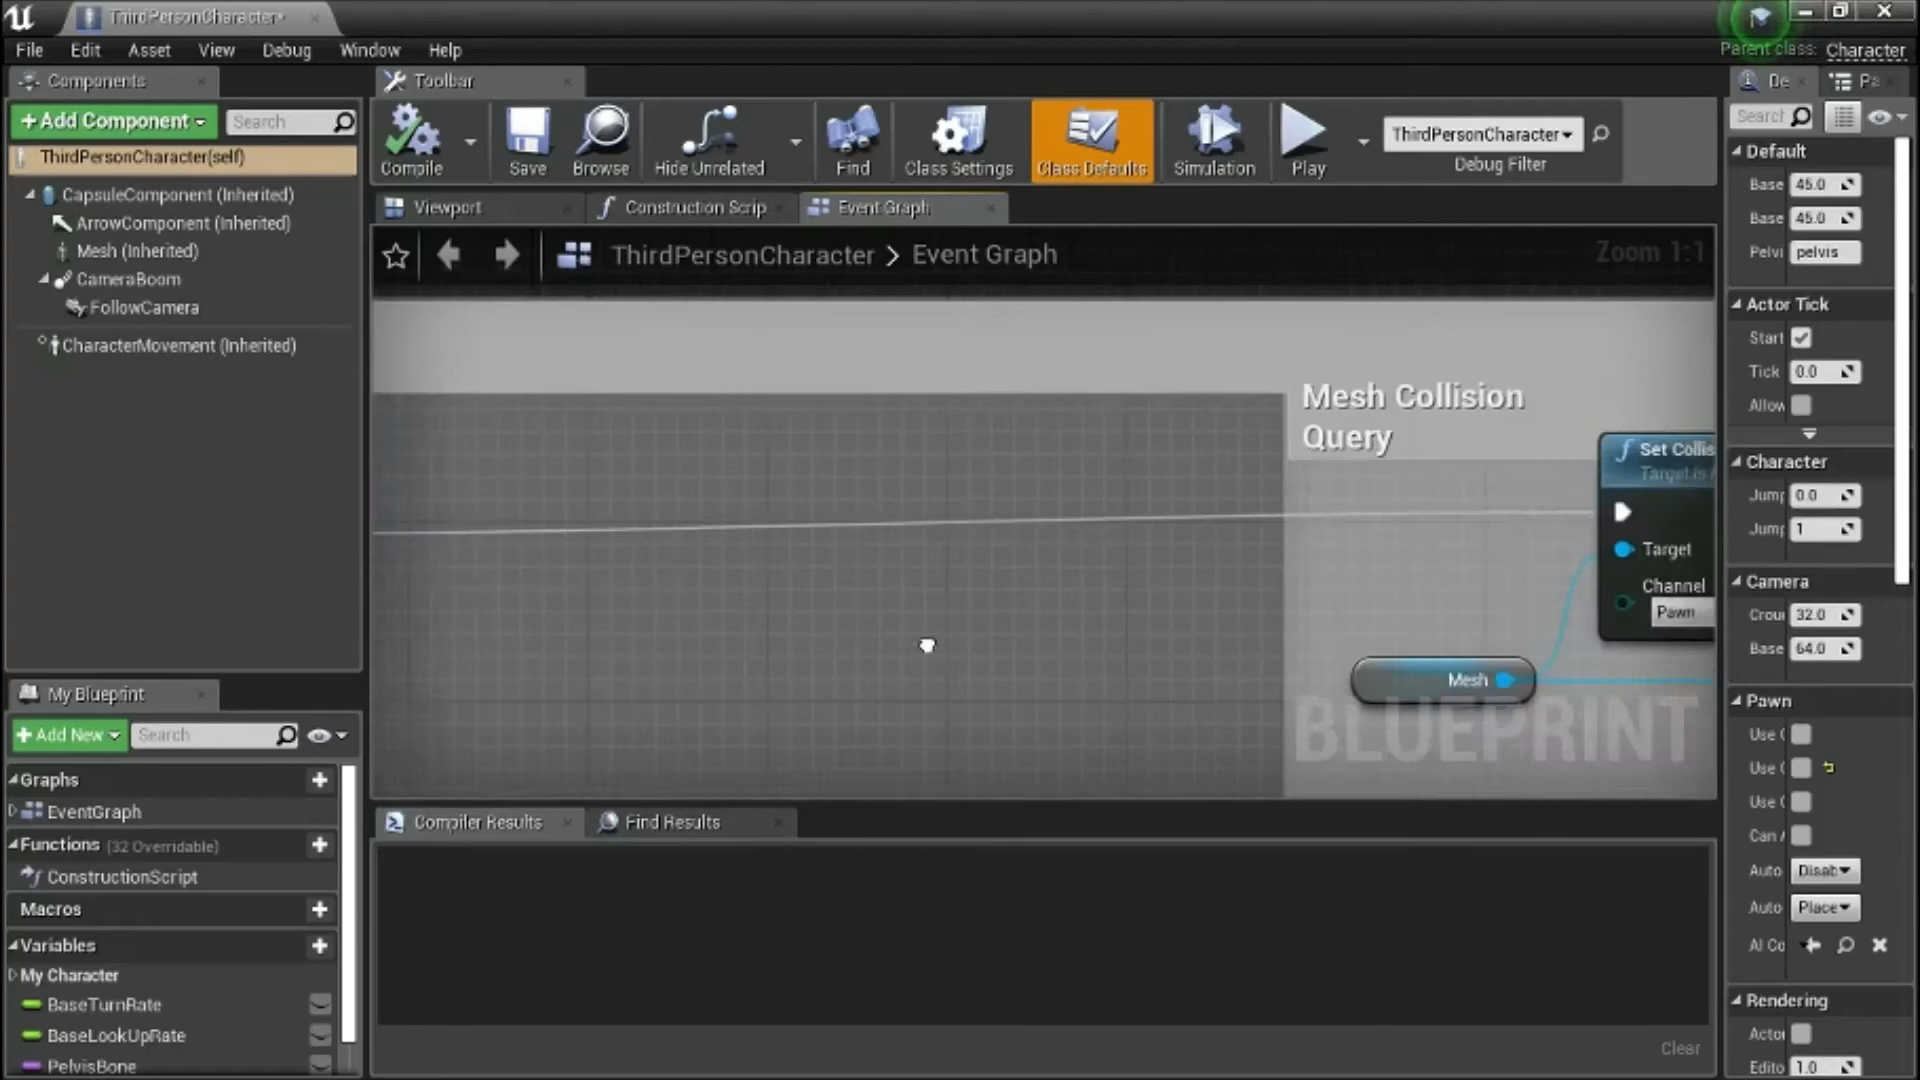 ThirdPersonCharacter*
File Edit Asset View Debug Window Help
Parent class: Character
Components
+Add Component
Search
ThirdPersonCharacter(self)
CapsuleComponent (Inherited)
ArrowComponent (Inherited)
Mesh (Inherited)
CameraBoom
FollowCamera
CharacterMovement (Inherited)
My Blueprint
+Add New
Search
Graphs
EventGraph
Functions (32 Overridable)
ConstructionScript
Macros
Variables
My Character
BaseTurnRate
BaseLookUpRate
PelvisBone
Toolbar
Compile Save Browse Hide Unrelated Find Class Settings Class Defaults Simulation Play
ThirdPersonCharacter
Debug Filter
Viewport Construction Scrip Event Graph
ThirdPersonCharacter > Event Graph
Zoom 1:1
Mesh Collision
Query
Set Collis
Target is
Target
Channel
Pawn
Mesh
BLUEPRINT
Compiler Results Find Results
Clear
De
Pa
Search
Default
Base 45.0
Base 45.0
Pelvi pelvis
Actor Tick
Start
Tick 0.0
Allow
Character
Jump 0.0
Jump 1
Camera
Crou 32.0
Base 64.0
Pawn
Use C
Use C
Use C
Can A
Auto Disab
Auto Place
AI Co
Rendering
Actor
Edito 1.0